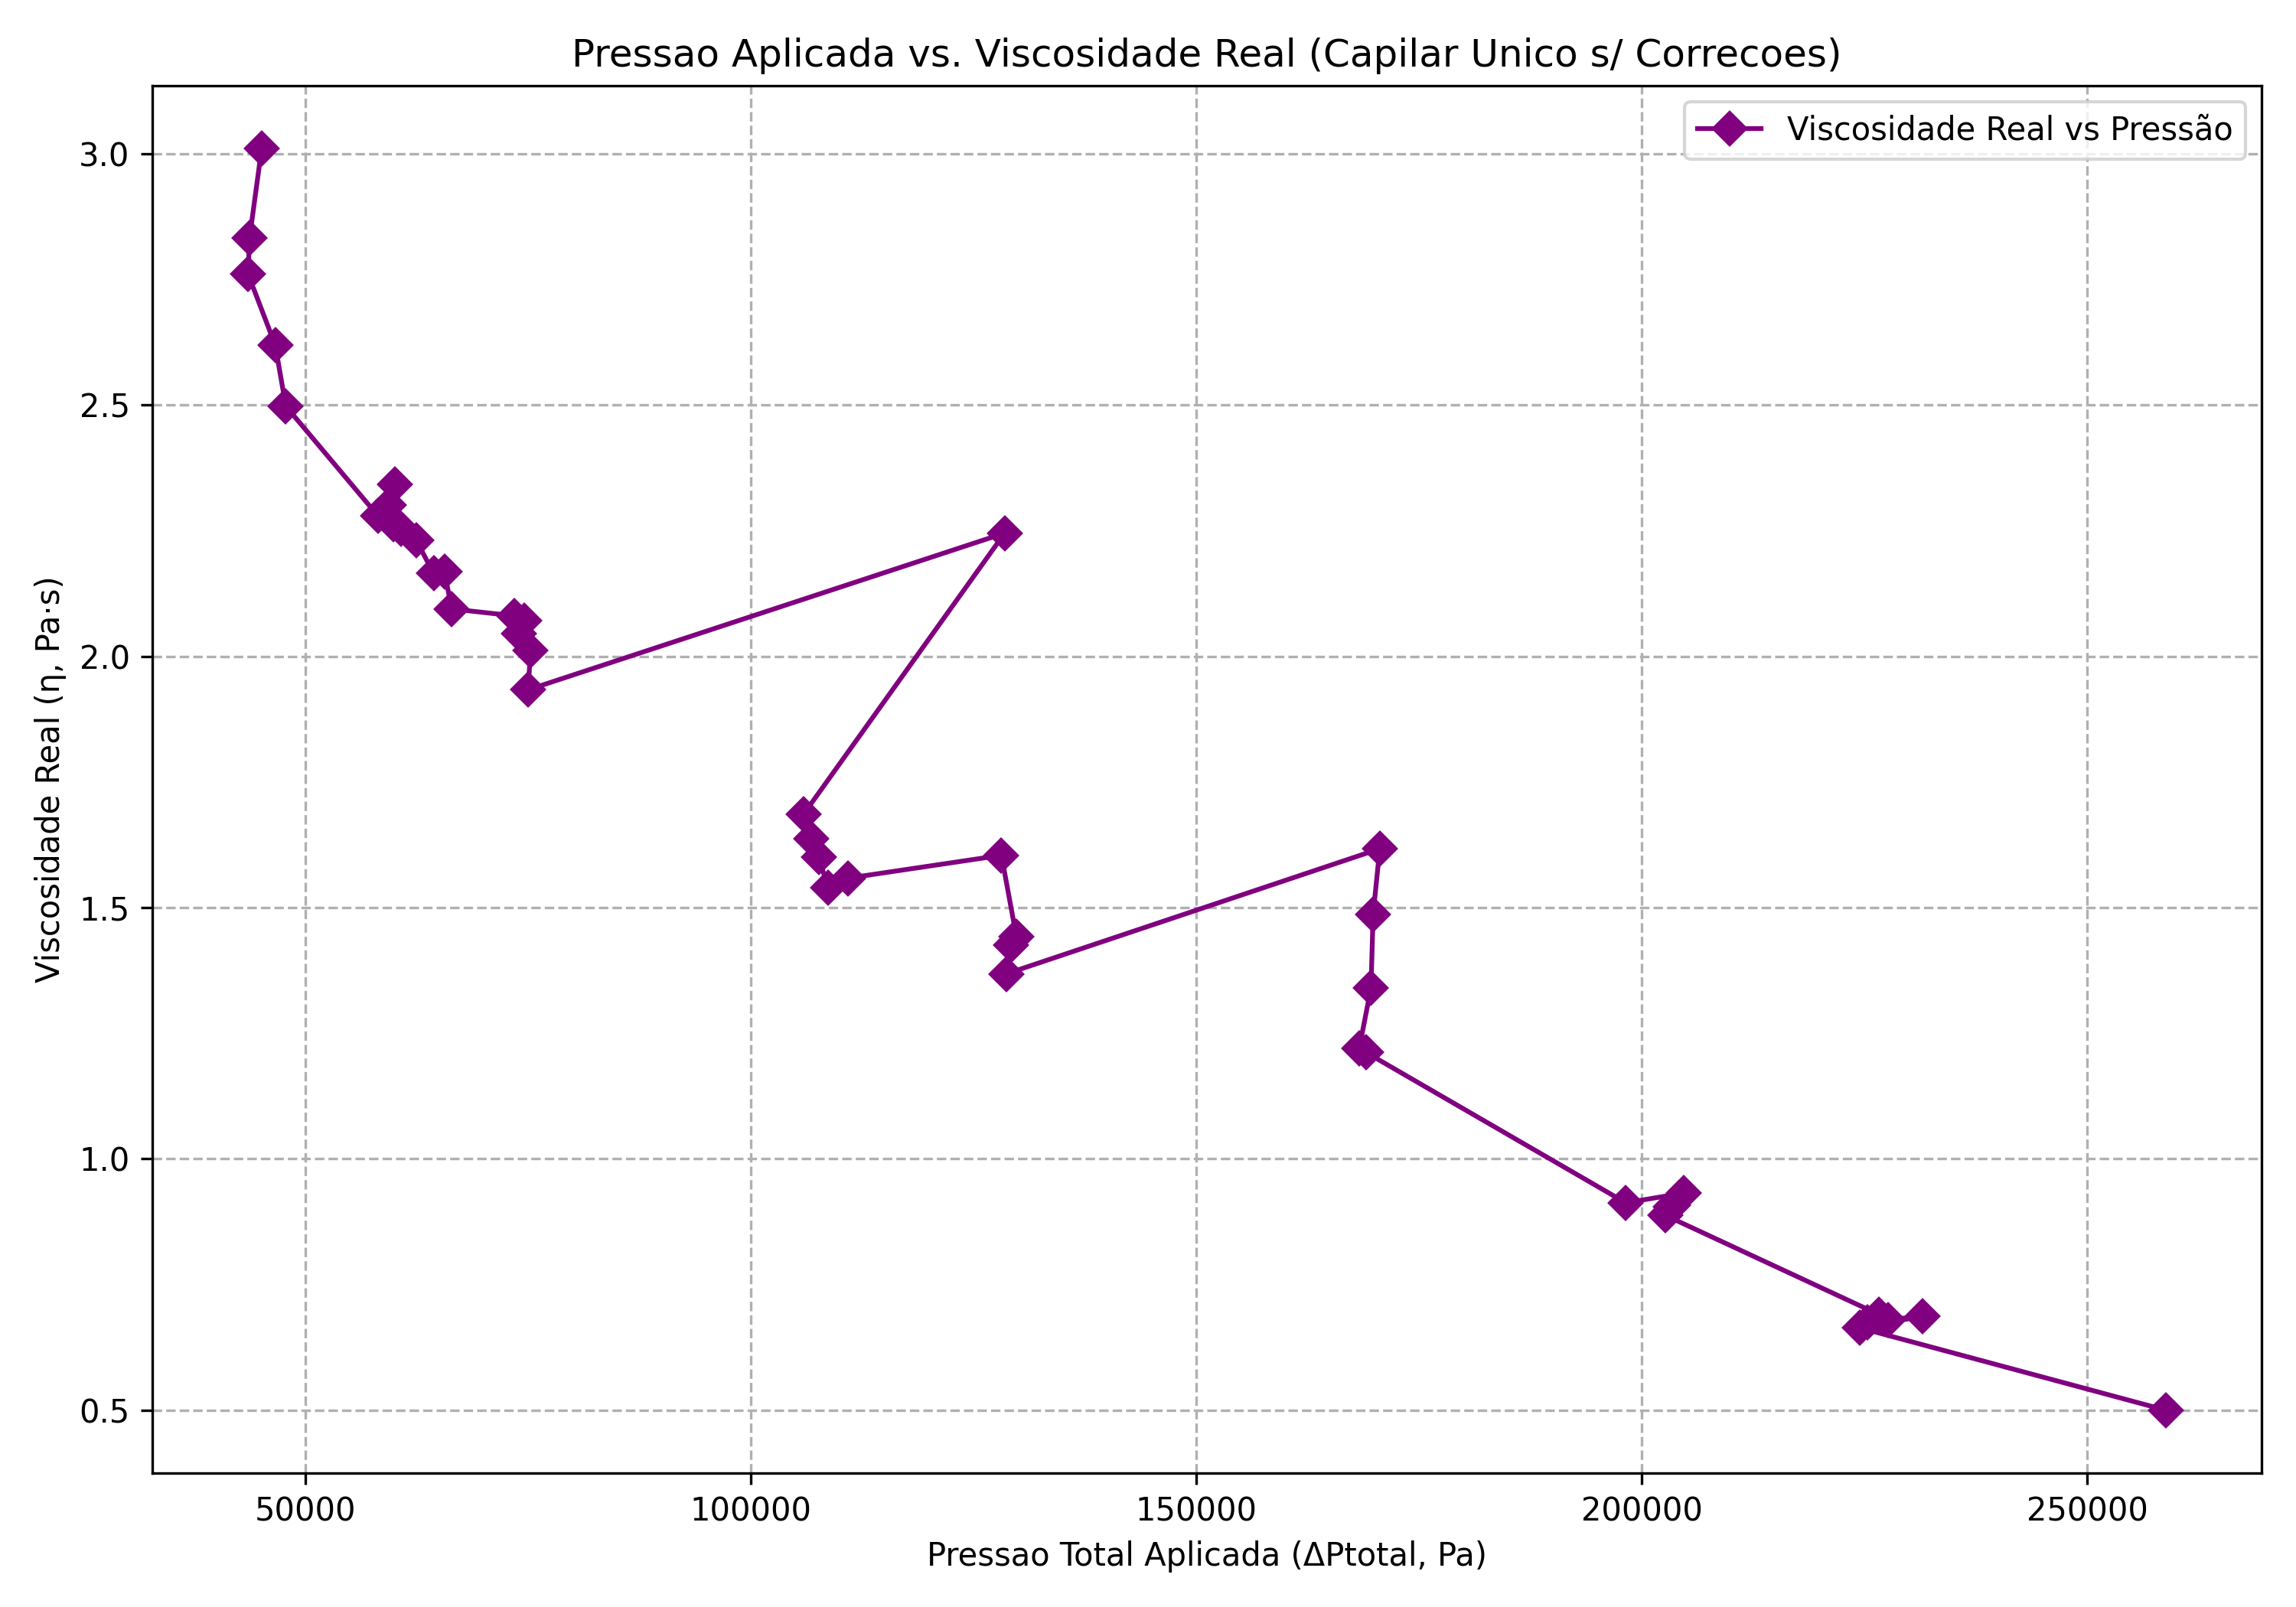 Pressao Aplicada vs. Viscosidade Real (Capilar Unico s/ Correcoes)
Viscosidade Real vs Pressão
3.0
2.5
2.0
1.5
1.0
0.5
Viscosidade Real (η, Pa·s)
50000 100000 150000 200000 250000
Pressao Total Aplicada (ΔPtotal, Pa)